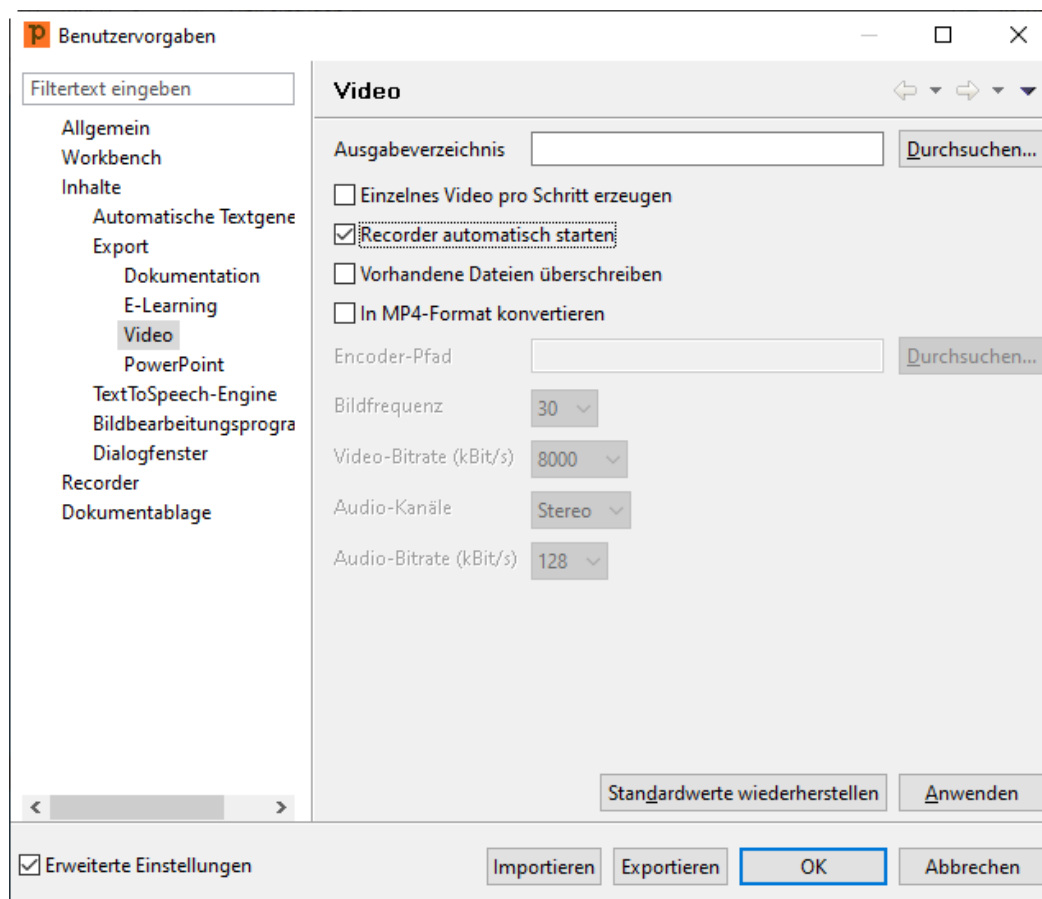 Benutzervorgaben
Filtertext eingeben
Allgemein
Workbench
Inhalte
Automatische Textgene
Export
Dokumentation
E-Learning
Video
PowerPoint
TextToSpeech-Engine
Bildbearbeitungsprogra
Dialogfenster
Recorder
Dokumentablage
Video
Ausgabeverzeichnis Durchsuchen...
Einzelnes Video pro Schritt erzeugen
Recorder automatisch starten
Vorhandene Dateien überschreiben
In MP4-Format konvertieren
Encoder-Pfad Durchsuchen...
Bildfrequenz 30
Video-Bitrate (kBit/s) 8000
Audio-Kanäle Stereo
Audio-Bitrate (kBit/s) 128
Standardwerte wiederherstellen Anwenden
Erweiterte Einstellungen Importieren Exportieren OK Abbrechen